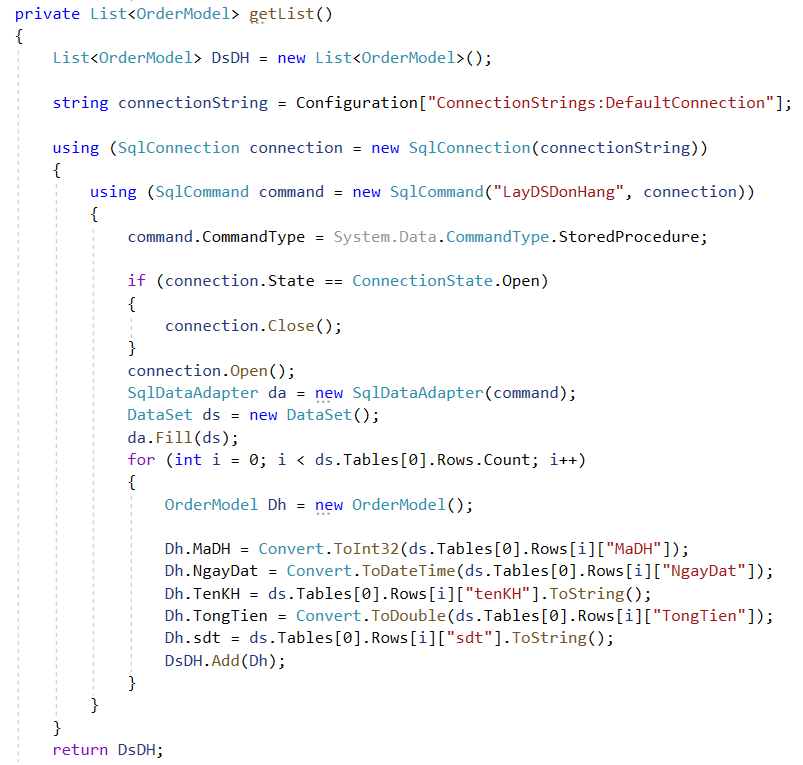 private List<OrderModel> getList()
{
List<OrderModel> DsDH = new List<OrderModel>();
string connectionString = Configuration["ConnectionStrings:DefaultConnection"];
using (SqlConnection connection = new SqlConnection(connectionString))
{
using (SqlCommand command = new SqlCommand("LayDSDonHang", connection))
{
command.CommandType = System.Data.CommandType.StoredProcedure;
if (connection.State == ConnectionState.Open)
{
connection.Close();
}
connection.Open();
SqlDataAdapter da = new SqlDataAdapter(command);
DataSet ds = new DataSet();
da.Fill(ds);
for (int i = 0; i < ds.Tables[0].Rows.Count; i++)
{
OrderModel Dh = new OrderModel();
Dh.MaDH = Convert.ToInt32(ds.Tables[0].Rows[i]["MaDH"]);
Dh.NgayDat = Convert.ToDateTime(ds.Tables[0].Rows[i]["NgayDat"]);
Dh.TenKH = ds.Tables[0].Rows[i]["tenKH"].ToString();
Dh.TongTien = Convert.ToDouble(ds.Tables[0].Rows[i]["TongTien"]);
Dh.sdt = ds.Tables[0].Rows[i]["sdt"].ToString();
DsDH.Add(Dh);
}
}
}
return DsDH;